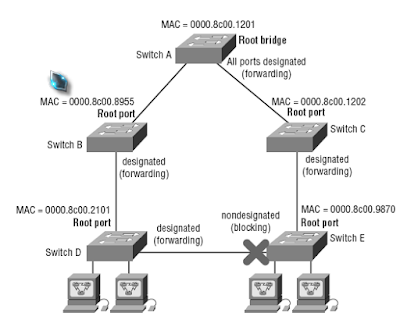 MAC = 0000.8c00.1201
Root bridge
Switch A
All ports designated
(forwarding)
MAC = 0000.8c00.8955
Root port
MAC = 0000.8c00.1202
Root port
Switch B
Switch C
designated
(forwarding)
designated
(forwarding)
MAC = 0000.8c00.2101
Root port
designated
(forwarding)
nondesignated
(blocking)
MAC = 0000.8c00.9870
Root port
Switch D
Switch E